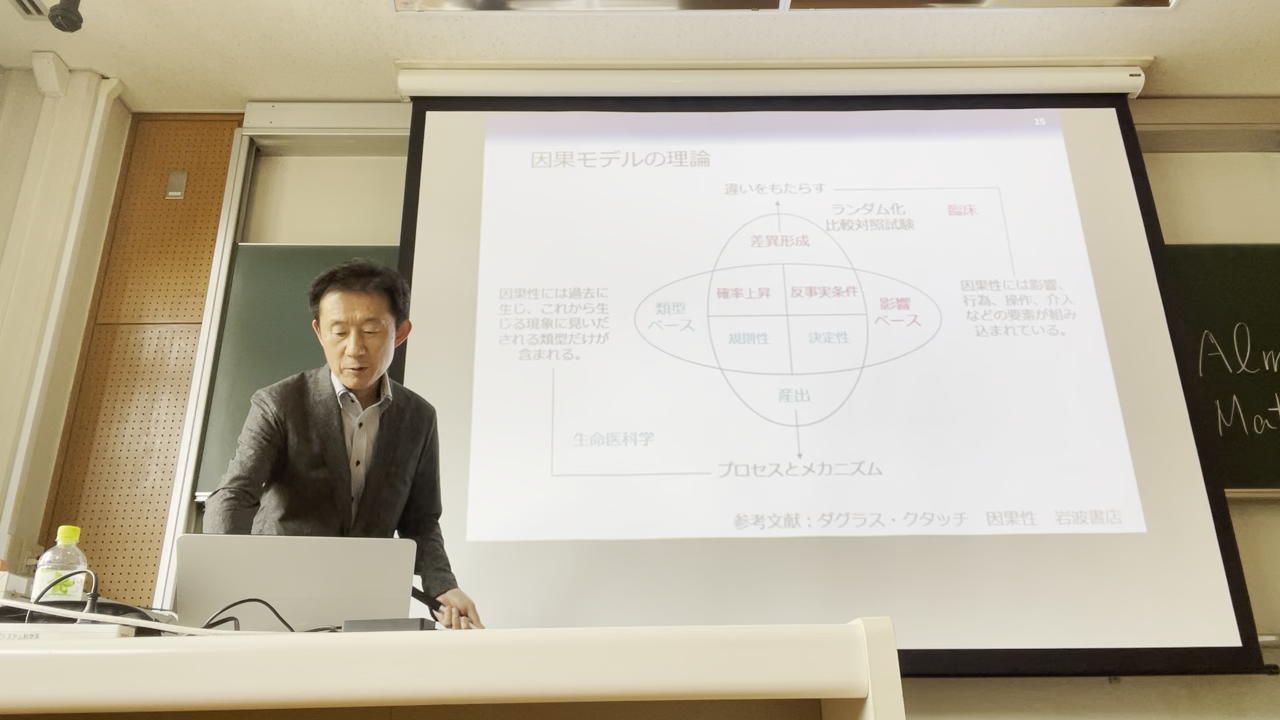 15
因果モデルの理論
違いをもたらす
ランダム化
比較対照試験
臨床
差異形成
因果性には過去に
生じ、これから生
じる現象に見いだ
される類型だけが
含まれる。
類型
ベース
確率上昇
反事実条件
規則性
決定性
影響
ベース
因果性には影響、
行為、操作、介入
などの要素が組み
込まれている。
産出
生命医科学
プロセスとメカニズム
参考文献：ダグラス・クタッチ 因果性 岩波書店
Alm
Mat